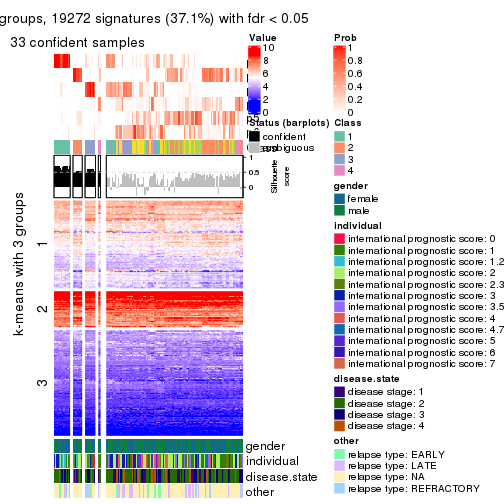 groups, 19272 signatures (37.1%) with fdr < 0.05
33 confident samples
Value
10
8
6
4
2
0
Prob
1
0.8
0.6
0.4
0.2
0
Status (barplots)
confident
ambiguous
Class
1
2
3
4
1
0.5
0
Silhouette
score
gender
female
male
individual
international prognostic score: 0
international prognostic score: 1
international prognostic score: 1.2
international prognostic score: 2
international prognostic score: 2.3
international prognostic score: 3
international prognostic score: 3.5
international prognostic score: 4
international prognostic score: 4.7
international prognostic score: 5
international prognostic score: 6
international prognostic score: 7
disease.state
disease stage: 1
disease stage: 2
disease stage: 3
disease stage: 4
other
relapse type: EARLY
relapse type: LATE
relapse type: NA
relapse type: REFRACTORY
k-means with 3 groups
1
2
3
gender
individual
disease.state
other